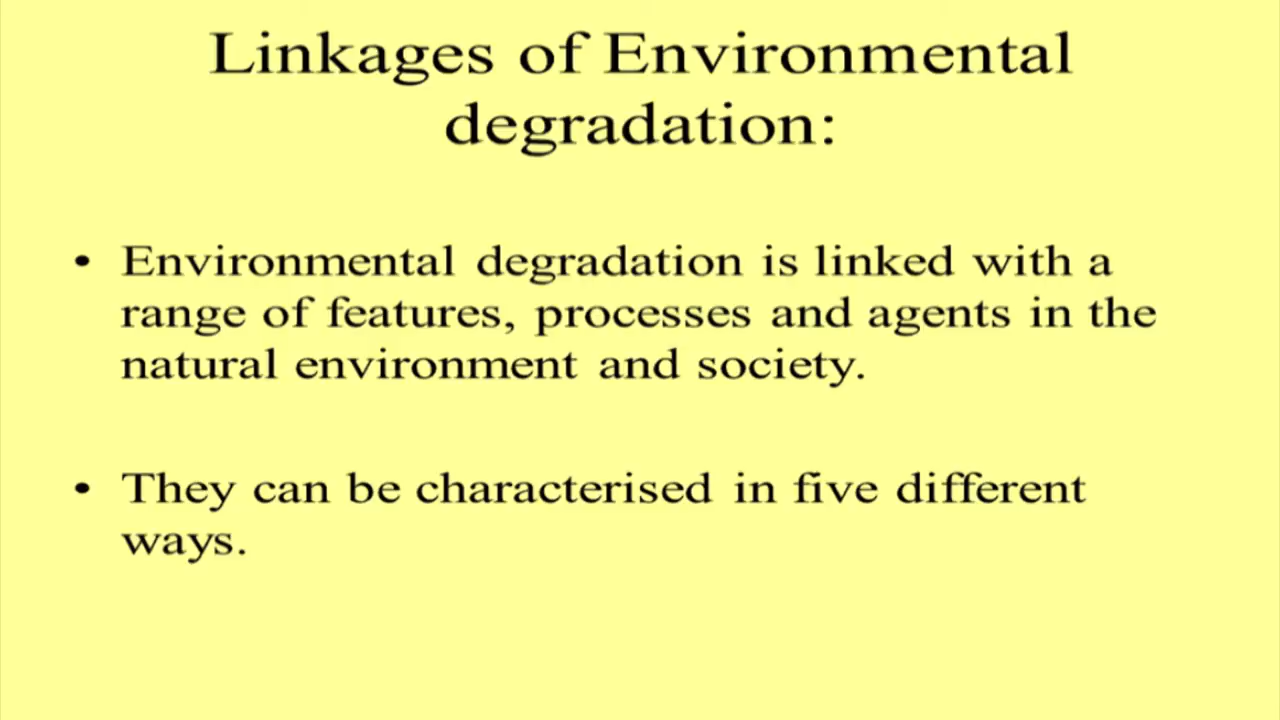 Linkages of Environmental
degradation:
• Environmental degradation is linked with a
range of features, processes and agents in the
natural environment and society.
• They can be characterised in five different
ways.